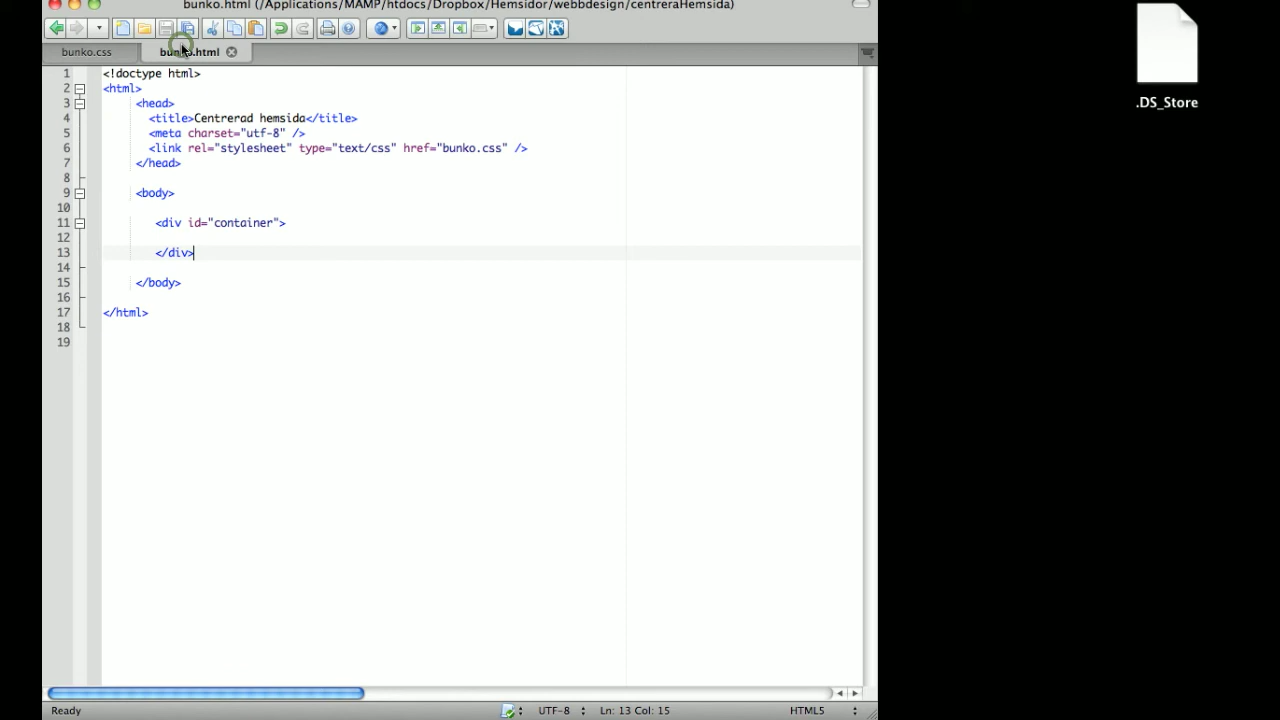 bunko.html (/Applications/MAMP/htdocs/Dropbox/Hemsidor/webbdesign/centreraHemsida)
.DS_Store
bunko.css
bunko.html
1 <!doctype html>
2 <html>
3 <head>
4 <title>Centrerad hemsida</title>
5 <meta charset="utf-8" />
6 <link rel="stylesheet" type="text/css" href="bunko.css" />
7 </head>
8
9 <body>
10
11 <div id="container">
12
13 </div>
14
15 </body>
16
17 </html>
18
19
Ready UTF-8 Ln: 13 Col: 15 HTML5